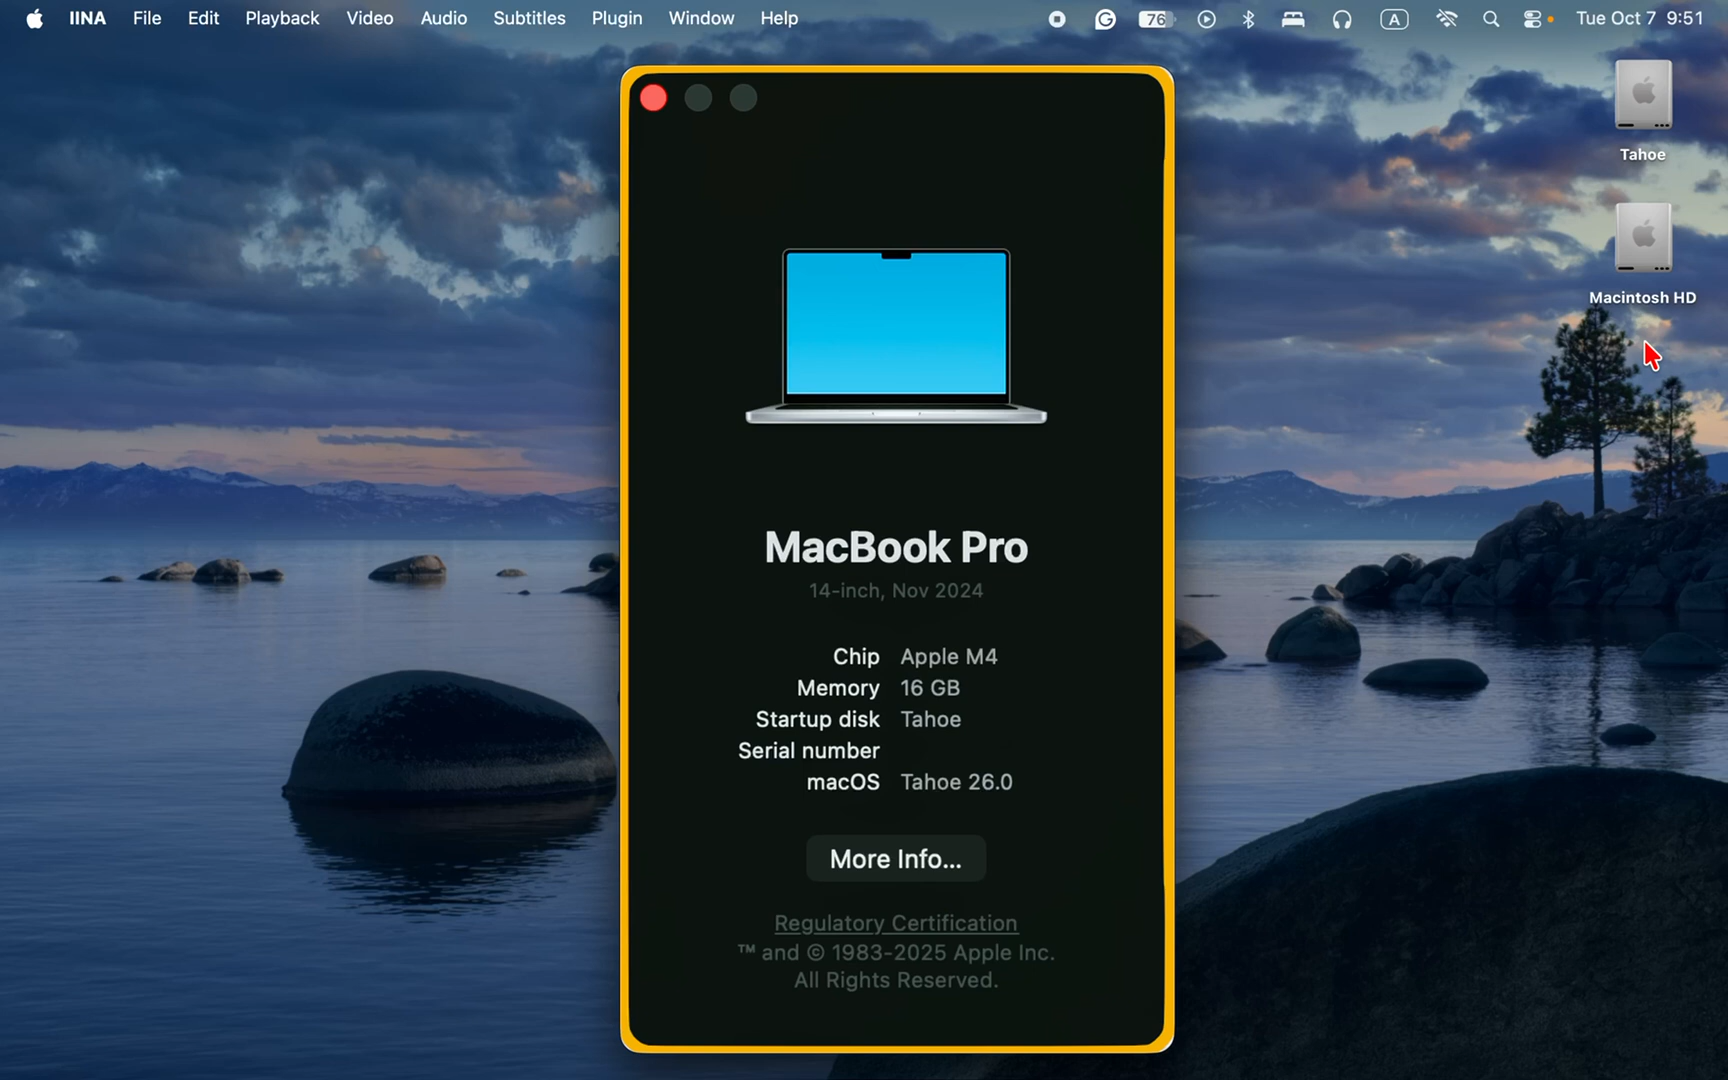 IINA File Edit Playback Video Audio Subtitles Plugin Window Help 76 A Tue Oct 7 9:51
Tahoe
Macintosh HD
MacBook Pro
14-inch, Nov 2024
Chip Apple M4
Memory 16 GB
Startup disk Tahoe
Serial number
macOS Tahoe 26.0
More Info...
Regulatory Certification
™ and © 1983-2025 Apple Inc.
All Rights Reserved.